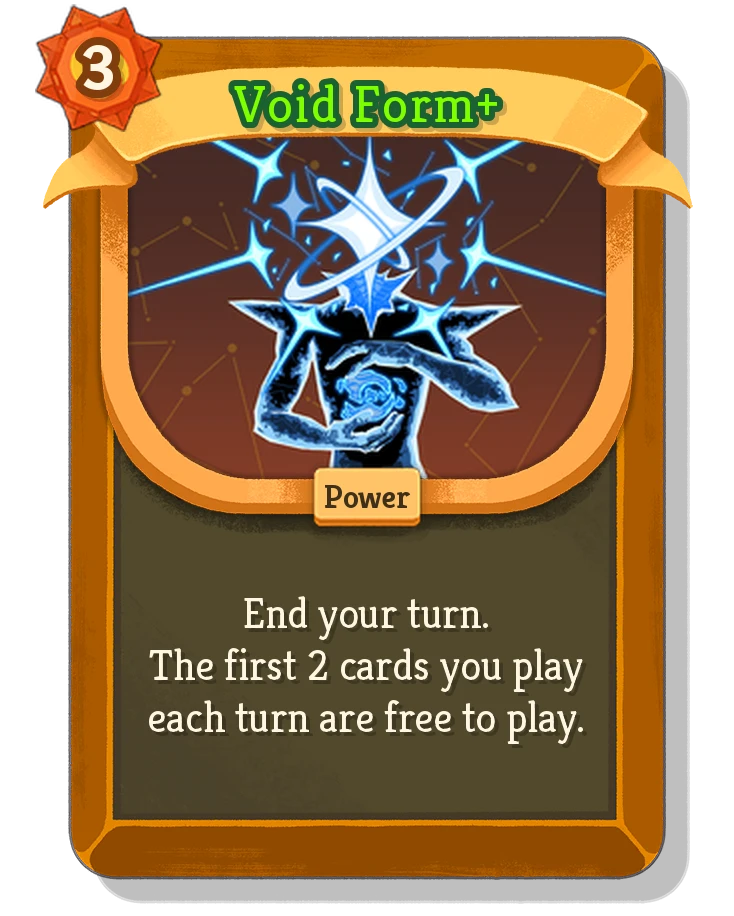 3
Void Form+
Power
End your turn.
The first 2 cards you play
each turn are free to play.